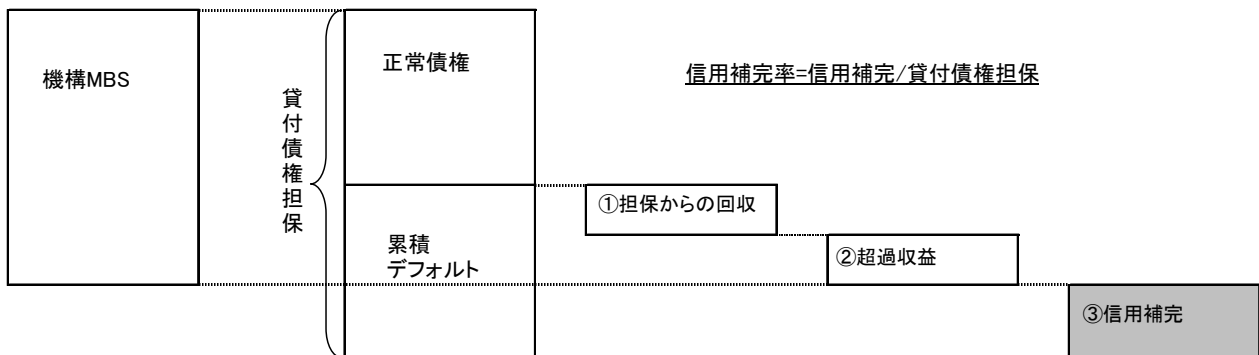 機構MBS
貸付債権担保
正常債権
信用補完率=信用補完/貸付債権担保
①担保からの回収
累積
デフォルト
②超過収益
③信用補完